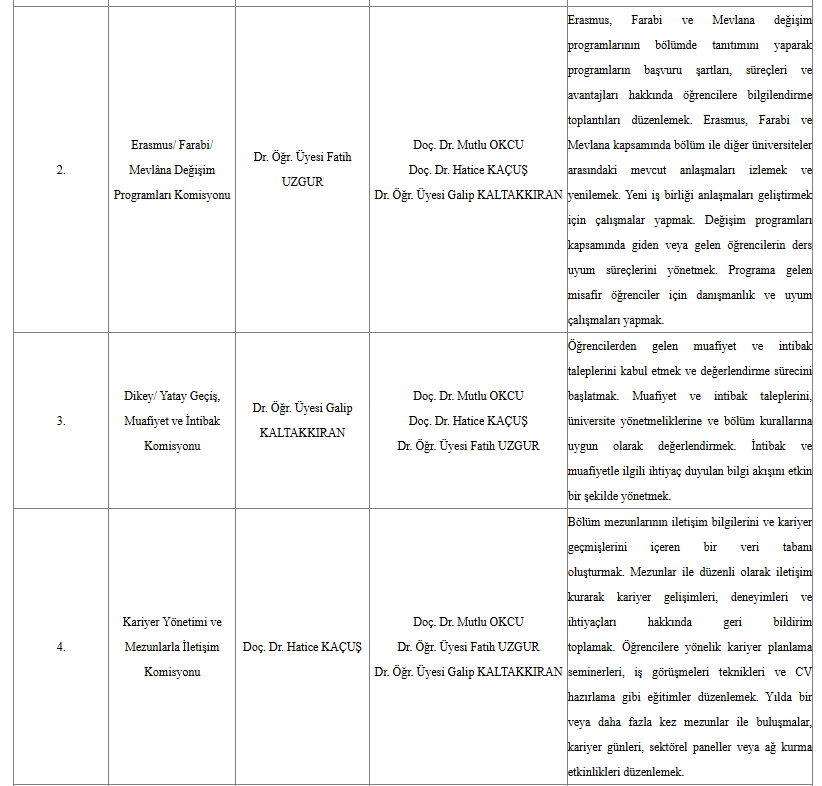 2.
Erasmus/ Farabi/
Mevlâna Değişim
Programları Komisyonu
Dr. Öğr. Üyesi Fatih
UZGUR
Doç. Dr. Mutlu OKCU
Doç. Dr. Hatice KAÇUŞ
Dr. Öğr. Üyesi Galip KALTAKKIRAN
Erasmus, Farabi ve Mevlana değişim
programlarının bölümde tanıtımını yaparak
programların başvuru şartları, süreçleri ve
avantajları hakkında öğrencilere bilgilendirme
toplantıları düzenlemek. Erasmus, Farabi ve
Mevlana kapsamında bölüm ile diğer üniversiteler
arasındaki mevcut anlaşmaları izlemek ve
yenilemek. Yeni iş birliği anlaşmaları geliştirmek
için çalışmalar yapmak. Değişim programları
kapsamında giden veya gelen öğrencilerin ders
uyum süreçlerini yönetmek. Programa gelen
misafir öğrenciler için danışmanlık ve uyum
çalışmaları yapmak.
3.
Dikey/ Yatay Geçiş,
Muafiyet ve İntibak
Komisyonu
Dr. Öğr. Üyesi Galip
KALTAKKIRAN
Doç. Dr. Mutlu OKCU
Doç. Dr. Hatice KAÇUŞ
Dr. Öğr. Üyesi Fatih UZGUR
Öğrencilerden gelen muafiyet ve intibak
taleplerini kabul etmek ve değerlendirme sürecini
başlatmak. Muafiyet ve intibak taleplerini,
üniversite yönetmeliklerine ve bölüm kurallarına
uygun olarak değerlendirmek. İntibak ve
muafiyetle ilgili ihtiyaç duyulan bilgi akışını etkin
bir şekilde yönetmek.
4.
Kariyer Yönetimi ve
Mezunlarla İletişim
Komisyonu
Doç. Dr. Hatice KAÇUŞ
Doç. Dr. Mutlu OKCU
Dr. Öğr. Üyesi Fatih UZGUR
Dr. Öğr. Üyesi Galip KALTAKKIRAN
Bölüm mezunlarının iletişim bilgilerini ve kariyer
geçmişlerini içeren bir veri tabanı
oluşturmak. Mezunlar ile düzenli olarak iletişim
kurarak kariyer gelişimleri, deneyimleri ve
ihtiyaçları hakkında geri bildirim
toplamak. Öğrencilere yönelik kariyer planlama
seminerleri, iş görüşmeleri teknikleri ve CV
hazırlama gibi eğitimler düzenlemek. Yılda bir
veya daha fazla kez mezunlar ile buluşmalar,
kariyer günleri, sektörel paneller veya ağ kurma
etkinlikleri düzenlemek.